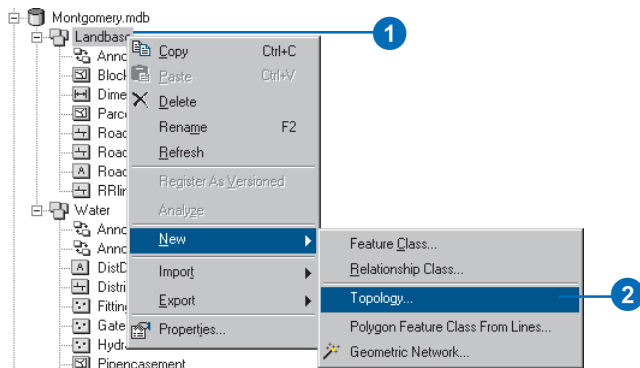 Montgomery.mdb
Landbase
1
Copy Ctrl+C
Paste Ctrl+V
Delete
Rename F2
Refresh
Register As Versioned
Analyze
New
Import
Export
Properties...
Feature Class...
Relationship Class...
Topology...
2
Polygon Feature Class From Lines...
Geometric Network...
Anno
Block
Dime
Parce
Road
Road
Road
RRlin
Water
Anno
Anno
DistD
Distri
Fitting
Gate
Hydr
Pipencasement